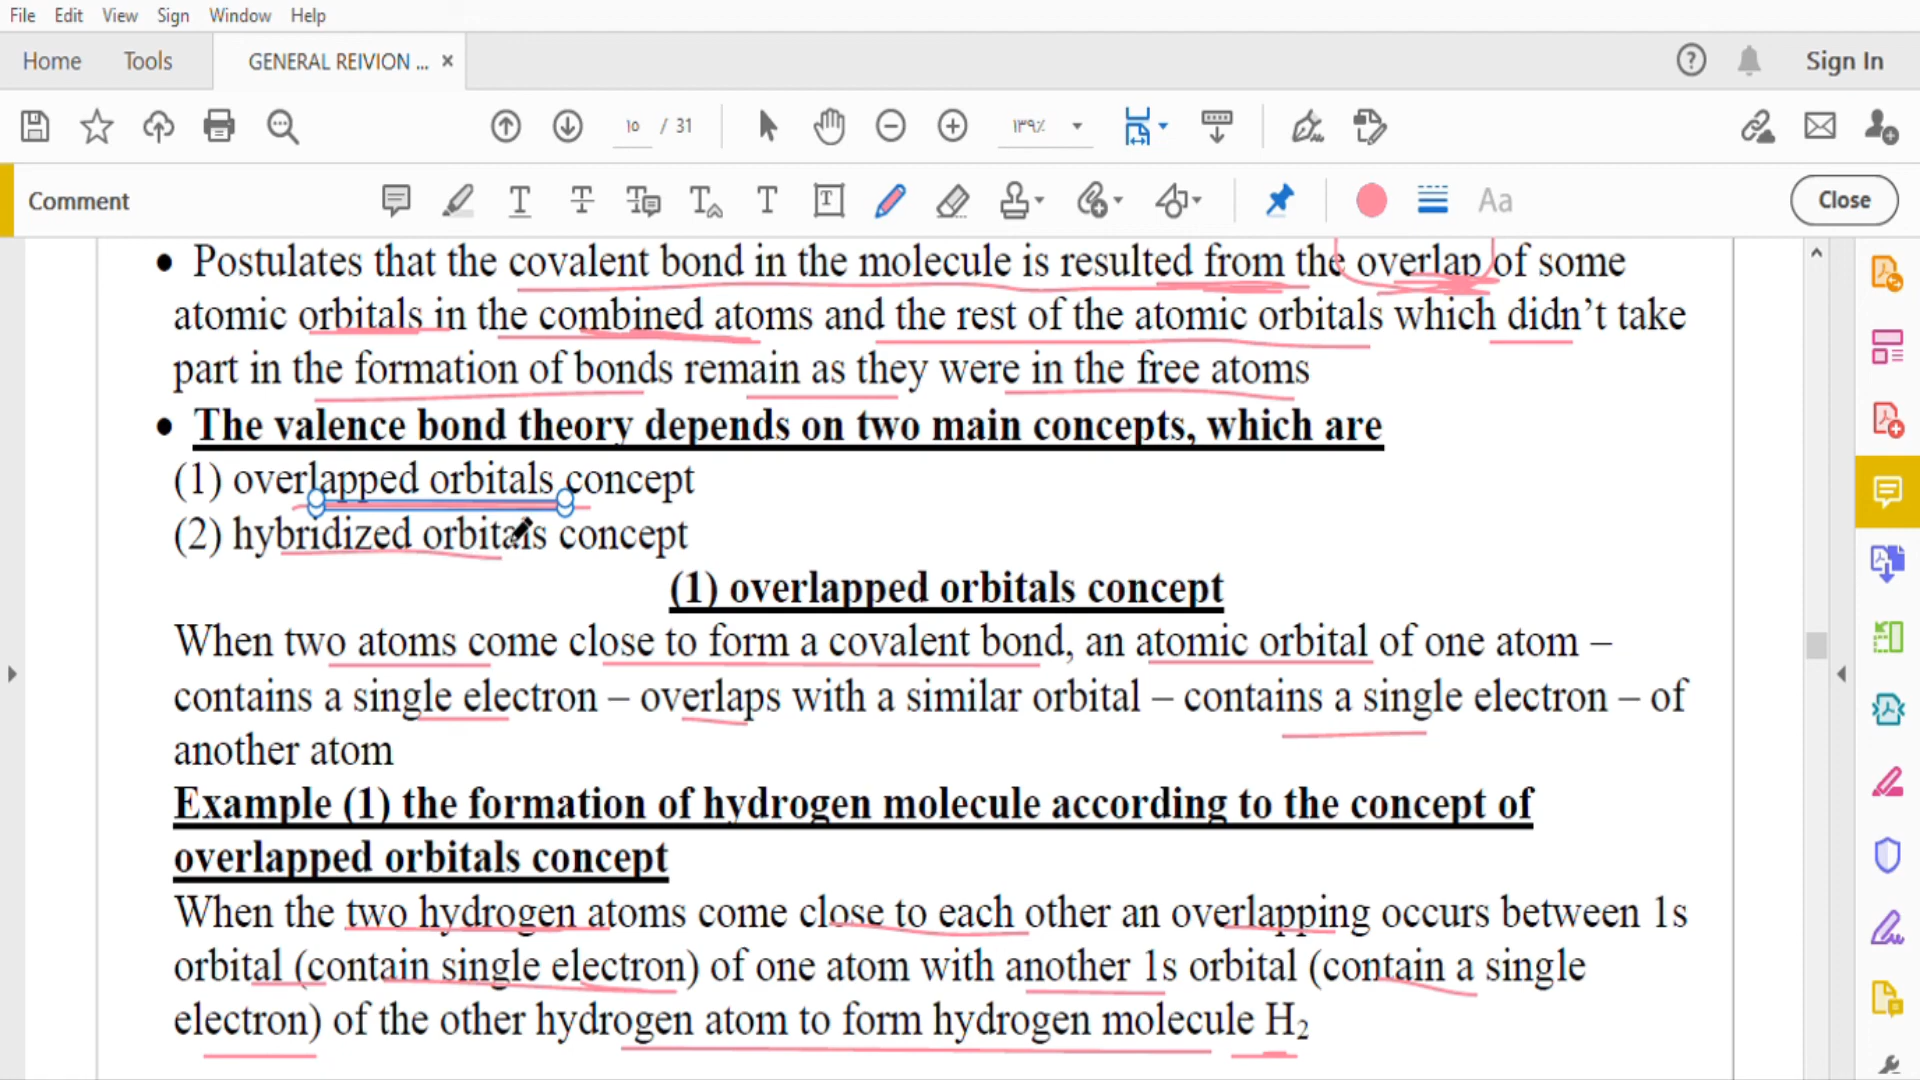 File Edit View Sign Window Help
Home Tools GENERAL REIVION ... × Sign In
١٥ / 31 ١٣٩٪
Comment Aa Close
• Postulates that the covalent bond in the molecule is resulted from the overlap of some
atomic orbitals in the combined atoms and the rest of the atomic orbitals which didn’t take
part in the formation of bonds remain as they were in the free atoms
• The valence bond theory depends on two main concepts, which are
(1) overlapped orbitals concept
(2) hybridized orbitals concept
(1) overlapped orbitals concept
When two atoms come close to form a covalent bond, an atomic orbital of one atom –
contains a single electron – overlaps with a similar orbital – contains a single electron – of
another atom
Example (1) the formation of hydrogen molecule according to the concept of
overlapped orbitals concept
When the two hydrogen atoms come close to each other an overlapping occurs between 1s
orbital (contain single electron) of one atom with another 1s orbital (contain a single
electron) of the other hydrogen atom to form hydrogen molecule H₂